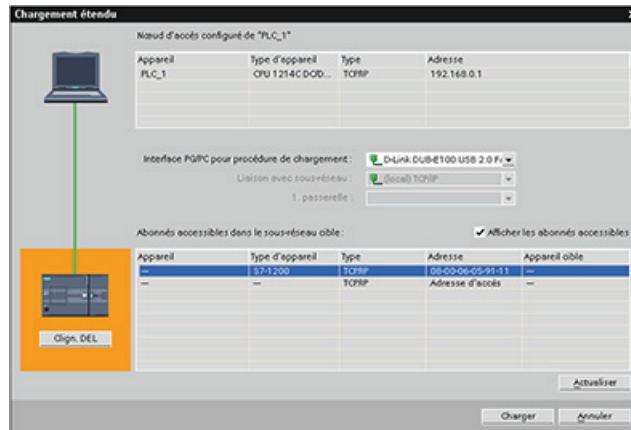 Chargement étendu
Nœud d'accés configuré de "PLC_1"
Appareil Type d'appareil Type Adresse
PLC_1 CPU 1214C DC/D... TCP/IP 192.168.0.1
Interface PG/PC pour procédure de chargement : D-Link DUB-E100 USB 2.0 Fa
Liaison avec sous-réseau : (local) TCP/IP
1. passerelle :
Abonnés accessibles dans le sous-réseau cible : Afficher les abonnés accessibles
Appareil Type d'appareil Type Adresse Appareil cible
— S7-1200 TCP/IP 08-00-06-05-91-11 —
— — TCP/IP Adresse d'accés —
Clign. DEL
Actualiser
Charger Annuler